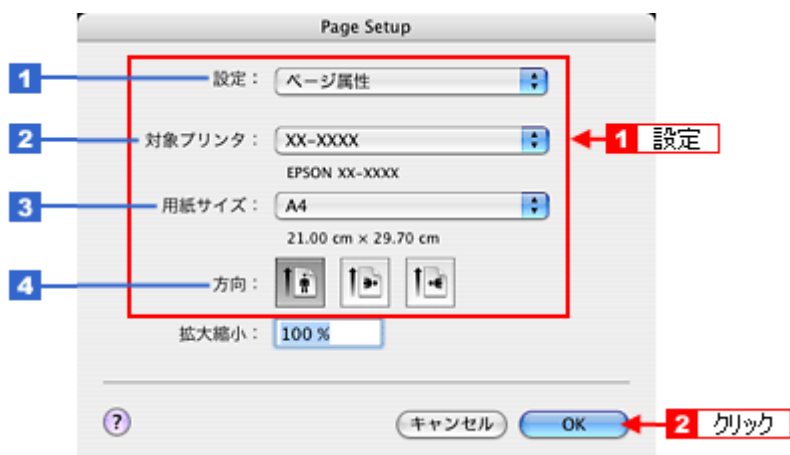 Page Setup
1 設定： ページ属性
2 対象プリンタ： XX-XXXX 1 設定
EPSON XX-XXXX
3 用紙サイズ： A4
21.00 cm × 29.70 cm
4 方向：
拡大縮小： 100 %
? キャンセル OK 2 クリック